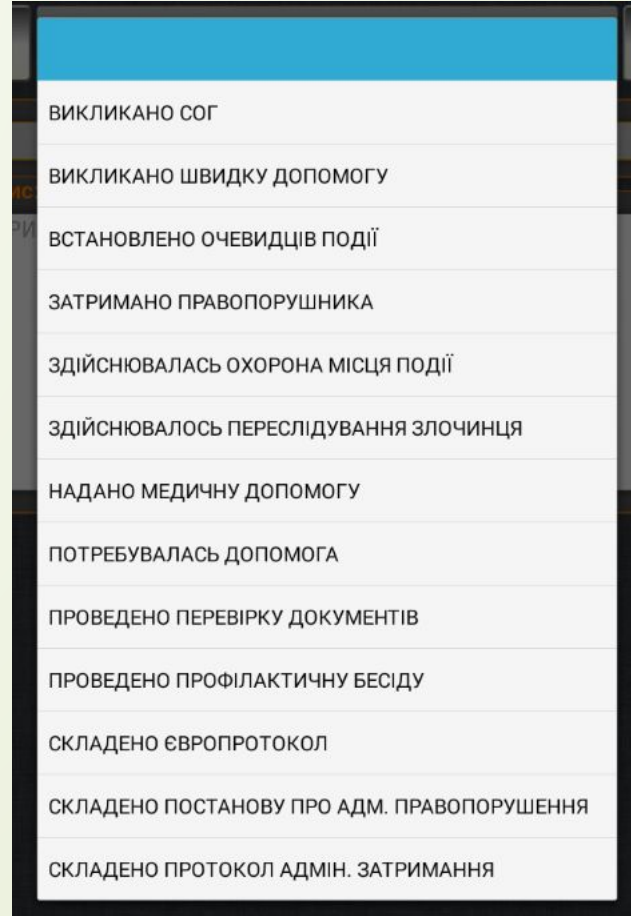 ВИКЛИКАНО СОГ
ВИКЛИКАНО ШВИДКУ ДОПОМОГУ
ВСТАНОВЛЕНО ОЧЕВИДЦІВ ПОДІЇ
ЗАТРИМАНО ПРАВОПОРУШНИКА
ЗДІЙСНЮВАЛАСЬ ОХОРОНА МІСЦЯ ПОДІЇ
ЗДІЙСНЮВАЛОСЬ ПЕРЕСЛІДУВАННЯ ЗЛОЧИНЦЯ
НАДАНО МЕДИЧНУ ДОПОМОГУ
ПОТРЕБУВАЛАСЬ ДОПОМОГА
ПРОВЕДЕНО ПЕРЕВІРКУ ДОКУМЕНТІВ
ПРОВЕДЕНО ПРОФІЛАКТИЧНУ БЕСІДУ
СКЛАДЕНО ЄВРОПРОТОКОЛ
СКЛАДЕНО ПОСТАНОВУ ПРО АДМ. ПРАВОПОРУШЕННЯ
СКЛАДЕНО ПРОТОКОЛ АДМІН. ЗАТРИМАННЯ